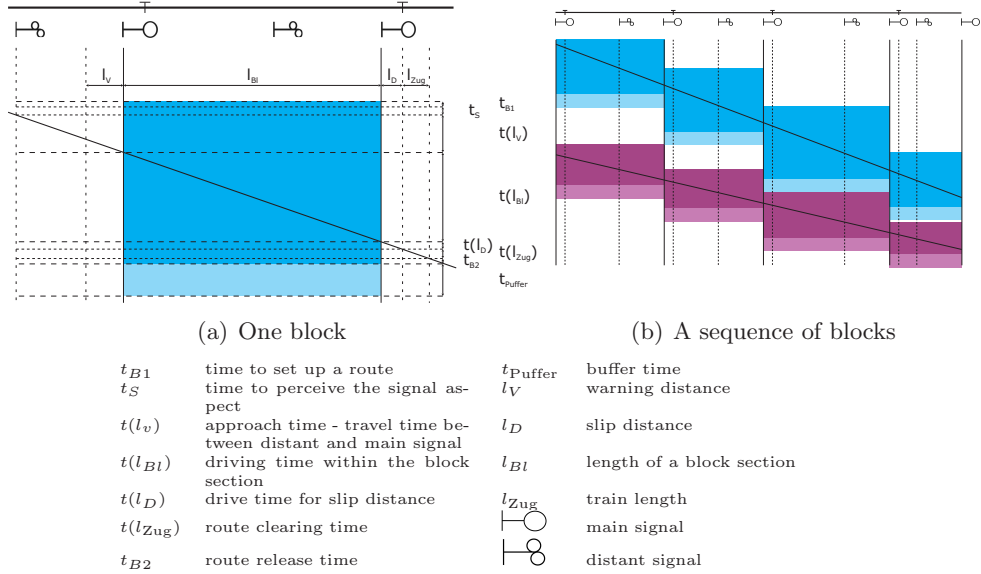 l_V l_Bl l_D l_Zug
t_S
t(l_D)
t_B2
t_B1
t(l_V)
t(l_Bl)
t(l_Zug)
t_Puffer
(a) One block
(b) A sequence of blocks
t_B1 time to set up a route
t_S time to perceive the signal as-
pect
t(l_v) approach time - travel time be-
tween distant and main signal
t(l_Bl) driving time within the block
section
t(l_D) drive time for slip distance
t(l_Zug) route clearing time
t_B2 route release time
t_Puffer buffer time
l_V warning distance
l_D slip distance
l_Bl length of a block section
l_Zug train length
main signal
distant signal